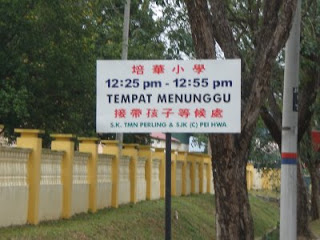 培華小學
12:25 pm - 12:55 pm
TEMPAT MENUNGGU
接帶孩子等候處
S.K. TMN PERLING & SJK (C) PEI HWA